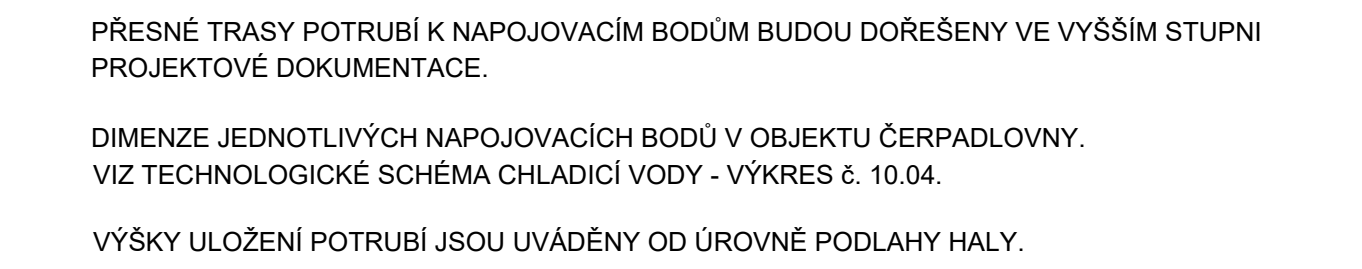 PŘESNÉ TRASY POTRUBÍ K NAPOJOVACÍM BODŮM BUDOU DOŘEŠENY VE VYŠŠÍM STUPNI
PROJEKTOVÉ DOKUMENTACE.
DIMENZE JEDNOTLIVÝCH NAPOJOVACÍCH BODŮ V OBJEKTU ČERPADLOVNY.
VIZ TECHNOLOGICKÉ SCHÉMA CHLADICÍ VODY - VÝKRES č. 10.04.
VÝŠKY ULOŽENÍ POTRUBÍ JSOU UVÁDĚNY OD ÚROVNĚ PODLAHY HALY.